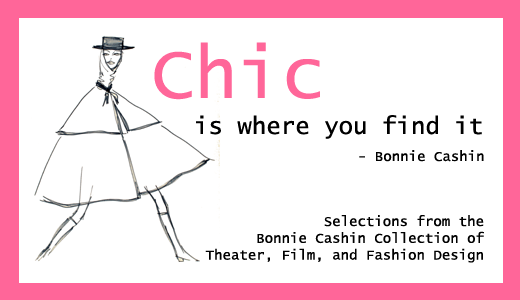 Chic
is where you find it
- Bonnie Cashin
Selections from the
Bonnie Cashin Collection of
Theater, Film, and Fashion Design